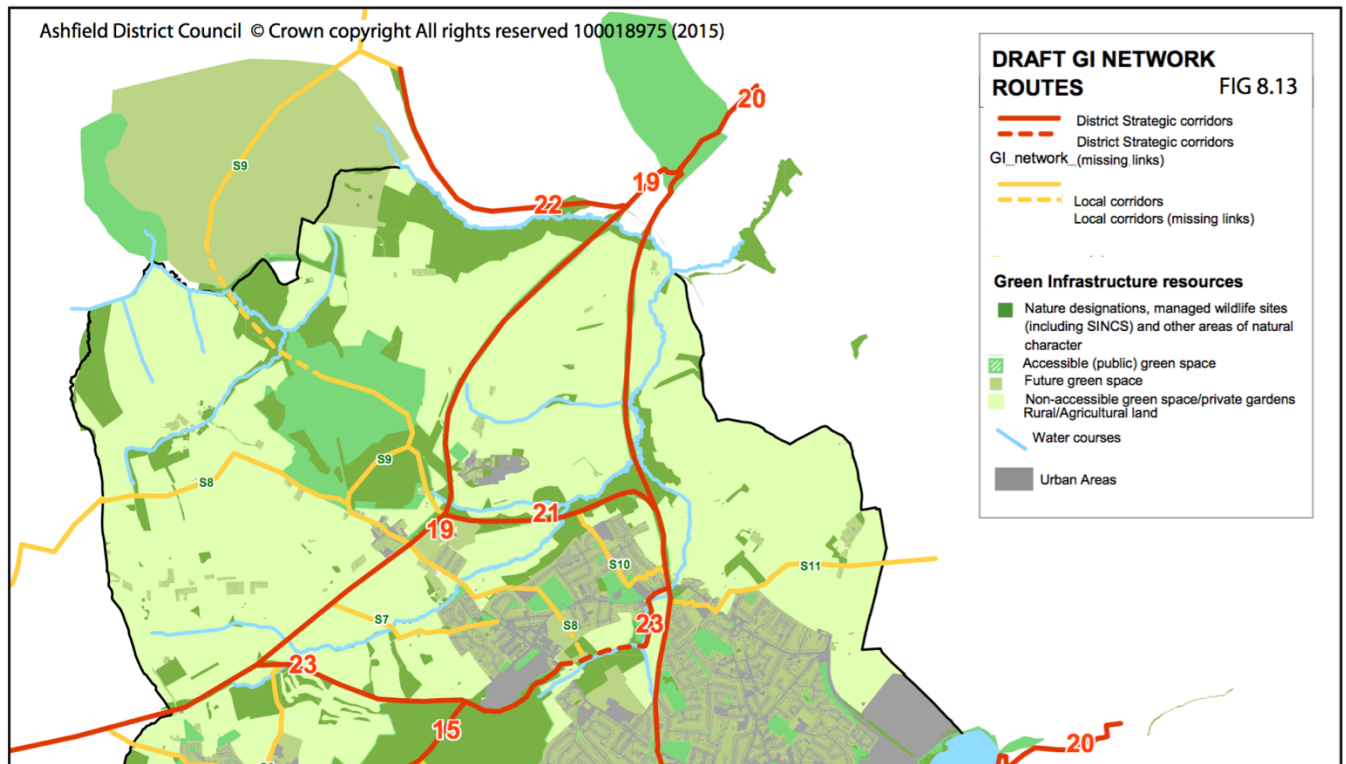 Ashfield District Council © Crown copyright All rights reserved 100018975 (2015)
DRAFT GI NETWORK
ROUTES FIG 8.13
District Strategic corridors
District Strategic corridors
GI_network_(missing links)
Local corridors
Local corridors (missing links)
Green Infrastructure resources
Nature designations, managed wildlife sites
(including SINCS) and other areas of natural
character
Accessible (public) green space
Future green space
Non-accessible green space/private gardens
Rural/Agricultural land
Water courses
Urban Areas
20
S9
19
22
S9
S8
21
19
S10
S11
S7
S8
23
23
15
20